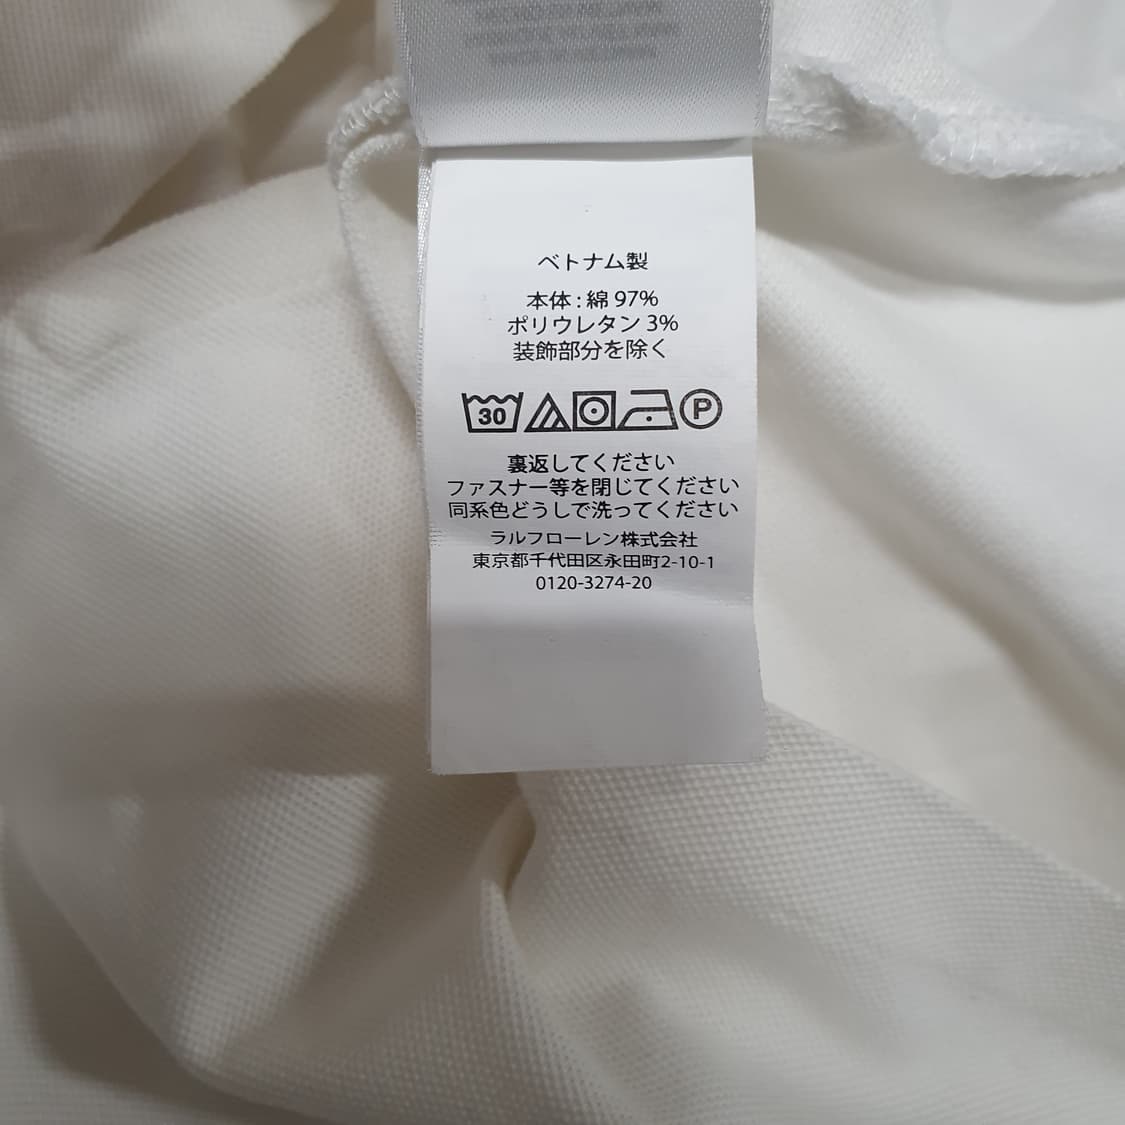 ベトナム製
本体 : 綿 97%
ポリウレタン 3%
装飾部分を除く
30
P
裏返してください
ファスナー等を閉じてください
同系色どうしで洗ってください
ラルフローレン株式会社
東京都千代田区永田町2-10-1
0120-3274-20